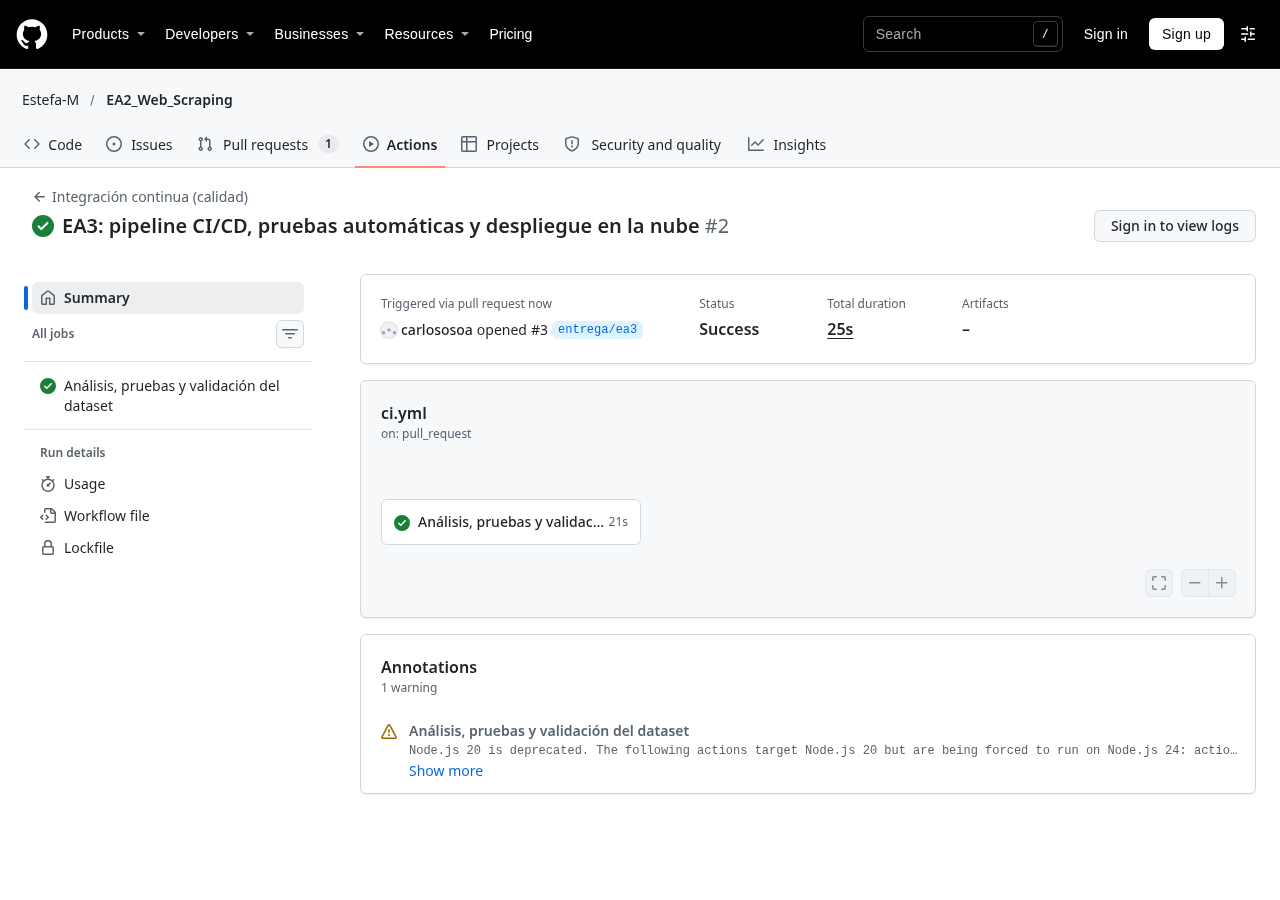 Products
Developers
Businesses
Resources
Pricing
Search
/
Sign in
Sign up
Estefa-M / EA2_Web_Scraping
Code
Issues
Pull requests 1
Actions
Projects
Security and quality
Insights
Integración continua (calidad)
EA3: pipeline CI/CD, pruebas automáticas y despliegue en la nube #2
Sign in to view logs
Summary
All jobs
Análisis, pruebas y validación del
dataset
Run details
Usage
Workflow file
Lockfile
Triggered via pull request now
carlososoa opened #3 entrega/ea3
Status
Success
Total duration
25s
Artifacts
–
ci.yml
on: pull_request
Análisis, pruebas y validac... 21s
Annotations
1 warning
Análisis, pruebas y validación del dataset
Node.js 20 is deprecated. The following actions target Node.js 20 but are being forced to run on Node.js 24: actio…
Show more